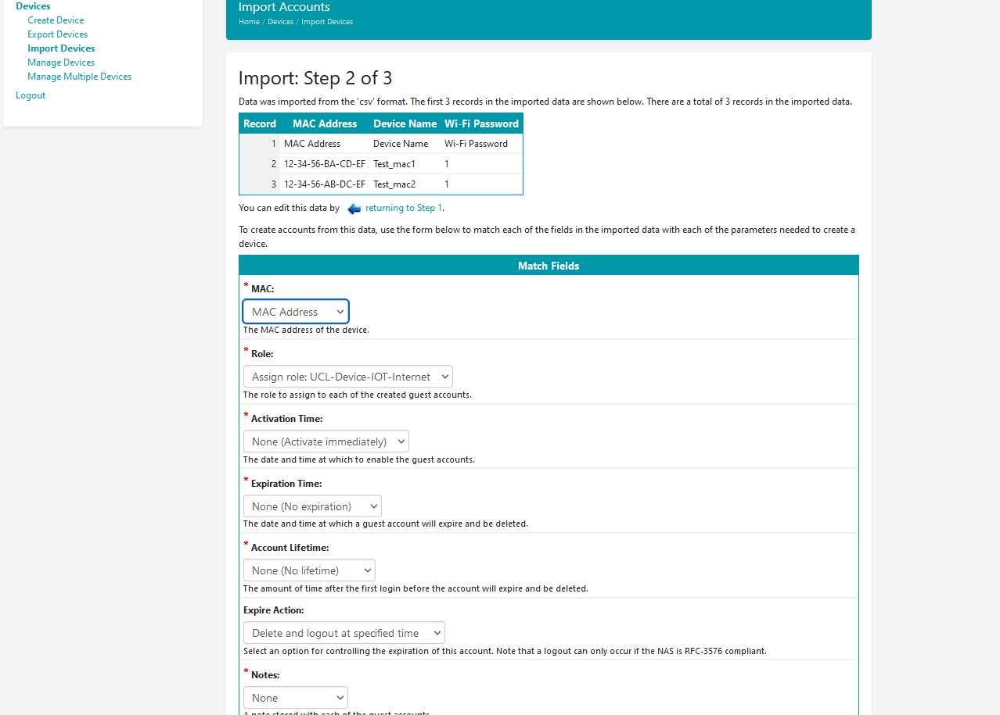 Devices
Create Device
Export Devices
Import Devices
Manage Devices
Manage Multiple Devices
Logout
Import Accounts
Home / Devices / Import Devices
Import: Step 2 of 3
Data was imported from the ‘csv’ format. The first 3 records in the imported data are shown below. There are a total of 3 records in the imported data.
Record MAC Address Device Name Wi-Fi Password
1 MAC Address Device Name Wi-Fi Password
2 12-34-56-BA-CD-EF Test_mac1 1
3 12-34-56-AB-DC-EF Test_mac2 1
You can edit this data by returning to Step 1.
To create accounts from this data, use the form below to match each of the fields in the imported data with each of the parameters needed to create a
device.
Match Fields
* MAC:
MAC Address
The MAC address of the device.
* Role:
Assign role: UCL-Device-IOT-Internet
The role to assign to each of the created guest accounts.
* Activation Time:
None (Activate immediately)
The date and time at which to enable the guest accounts.
* Expiration Time:
None (No expiration)
The date and time at which a guest account will expire and be deleted.
* Account Lifetime:
None (No lifetime)
The amount of time after the first login before the account will expire and be deleted.
Expire Action:
Delete and logout at specified time
Select an option for controlling the expiration of this account. Note that a logout can only occur if the NAS is RFC-3576 compliant.
* Notes:
None
A note stored with each of the guest accounts.